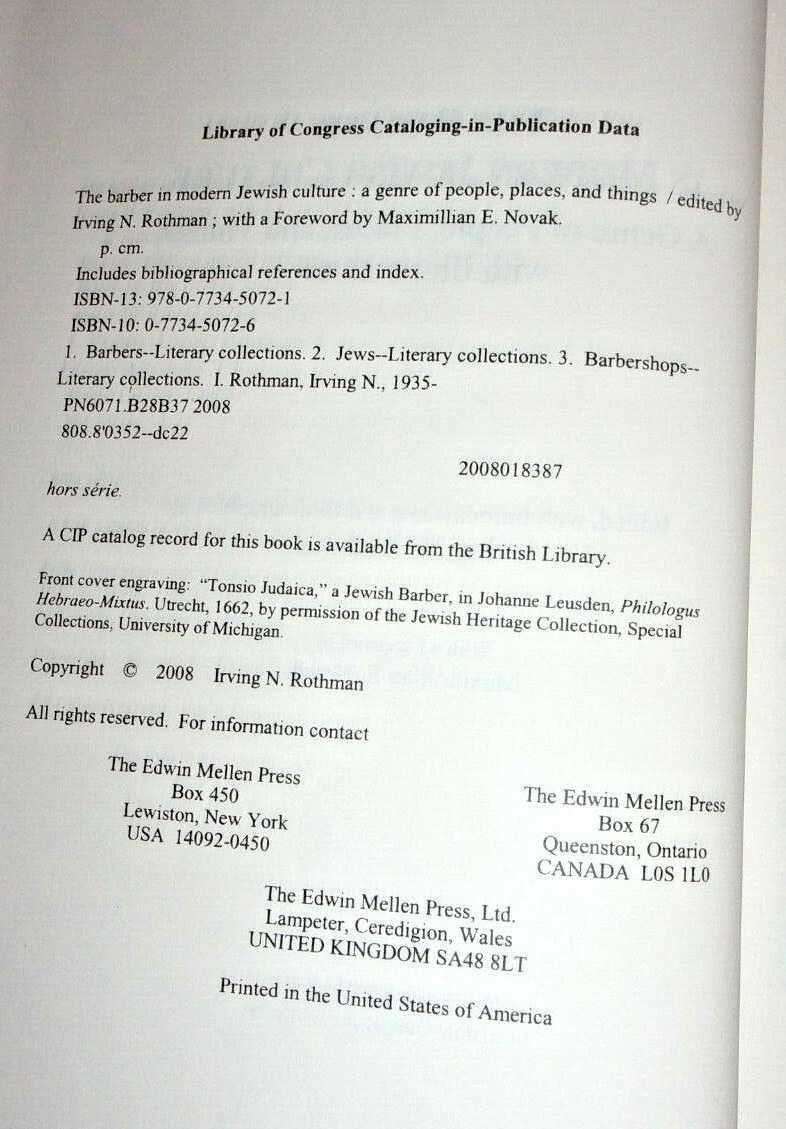 Library of Congress Cataloging-in-Publication Data
The barber in modern Jewish culture : a genre of people, places, and things / edited by
Irving N. Rothman ; with a Foreword by Maximillian E. Novak.
p. cm.
Includes bibliographical references and index.
ISBN-13: 978-0-7734-5072-1
ISBN-10: 0-7734-5072-6
1. Barbers--Literary collections. 2. Jews--Literary collections. 3. Barbershops--
Literary collections. I. Rothman, Irving N., 1935-
PN6071.B28B37 2008
808.8'0352--dc22
2008018387
hors série.
A CIP catalog record for this book is available from the British Library.
Front cover engraving: "Tonsio Judaica," a Jewish Barber, in Johanne Leusden, Philologus
Hebraeo-Mixtus. Utrecht, 1662, by permission of the Jewish Heritage Collection, Special
Collections, University of Michigan.
Copyright © 2008 Irving N. Rothman
All rights reserved. For information contact
The Edwin Mellen Press
Box 450
Lewiston, New York
USA 14092-0450
The Edwin Mellen Press
Box 67
Queenston, Ontario
CANADA L0S 1L0
The Edwin Mellen Press, Ltd.
Lampeter, Ceredigion, Wales
UNITED KINGDOM SA48 8LT
Printed in the United States of America